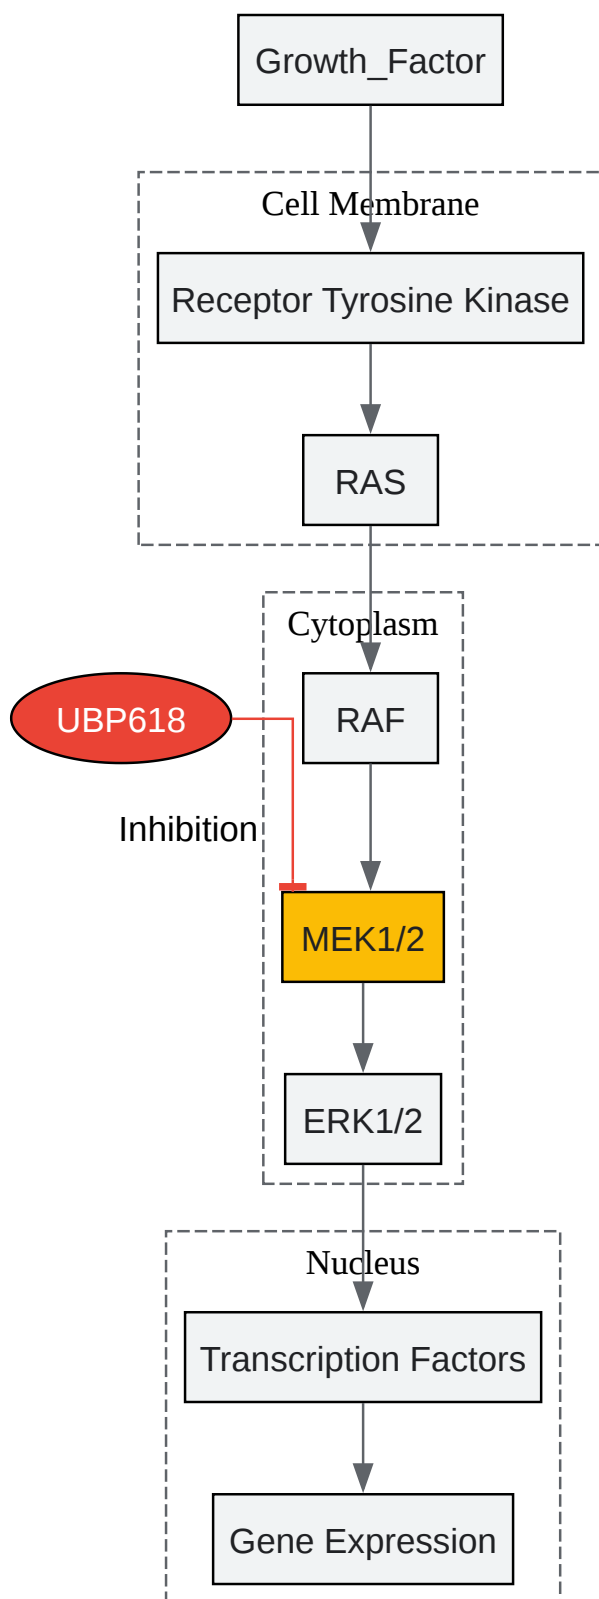 Growth_Factor
Cell Membrane
Receptor Tyrosine Kinase
RAS
Cytoplasm
RAF
UBP618
Inhibition
MEK1/2
ERK1/2
Nucleus
Transcription Factors
Gene Expression